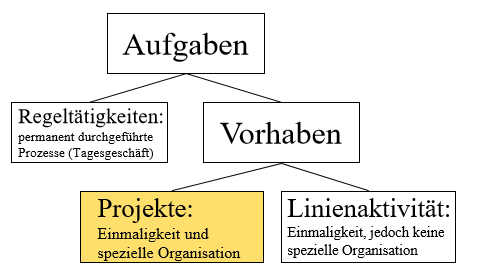 Aufgaben
Regeltätigkeiten:
permanent durchgeführte
Prozesse (Tagesgeschäft)
Vorhaben
Projekte:
Einmaligkeit und
spezielle Organisation
Linienaktivität:
Einmaligkeit, jedoch keine
spezielle Organisation